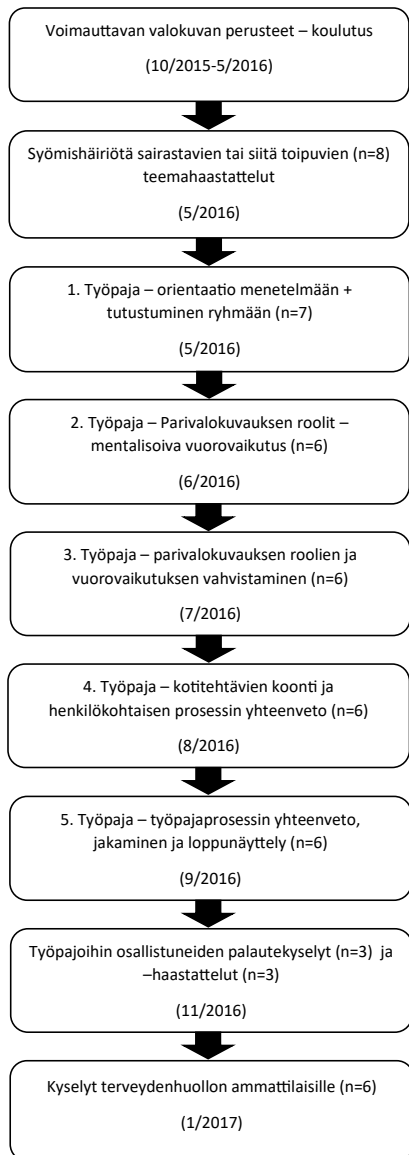 Voimauttavan valokuvan perusteet – koulutus
(10/2015-5/2016)
Syömishäiriötä sairastavien tai siitä toipuvien (n=8)
teemahaastattelut
(5/2016)
1. Työpaja – orientaatio menetelmään +
tutustuminen ryhmään (n=7)
(5/2016)
2. Työpaja – Parivalokuvauksen roolit –
mentalisoiva vuorovaikutus (n=6)
(6/2016)
3. Työpaja – parivalokuvauksen roolien ja
vuorovaikutuksen vahvistaminen (n=6)
(7/2016)
4. Työpaja – kotitehtävien koonti ja
henkilökohtaisen prosessin yhteenveto (n=6)
(8/2016)
5. Työpaja – työpajaprosessin yhteenveto,
jakaminen ja loppunäyttely (n=6)
(9/2016)
Työpajoihin osallistuneiden palautekyselyt (n=3) ja
–haastattelut (n=3)
(11/2016)
Kyselyt terveydenhuollon ammattilaisille (n=6)
(1/2017)